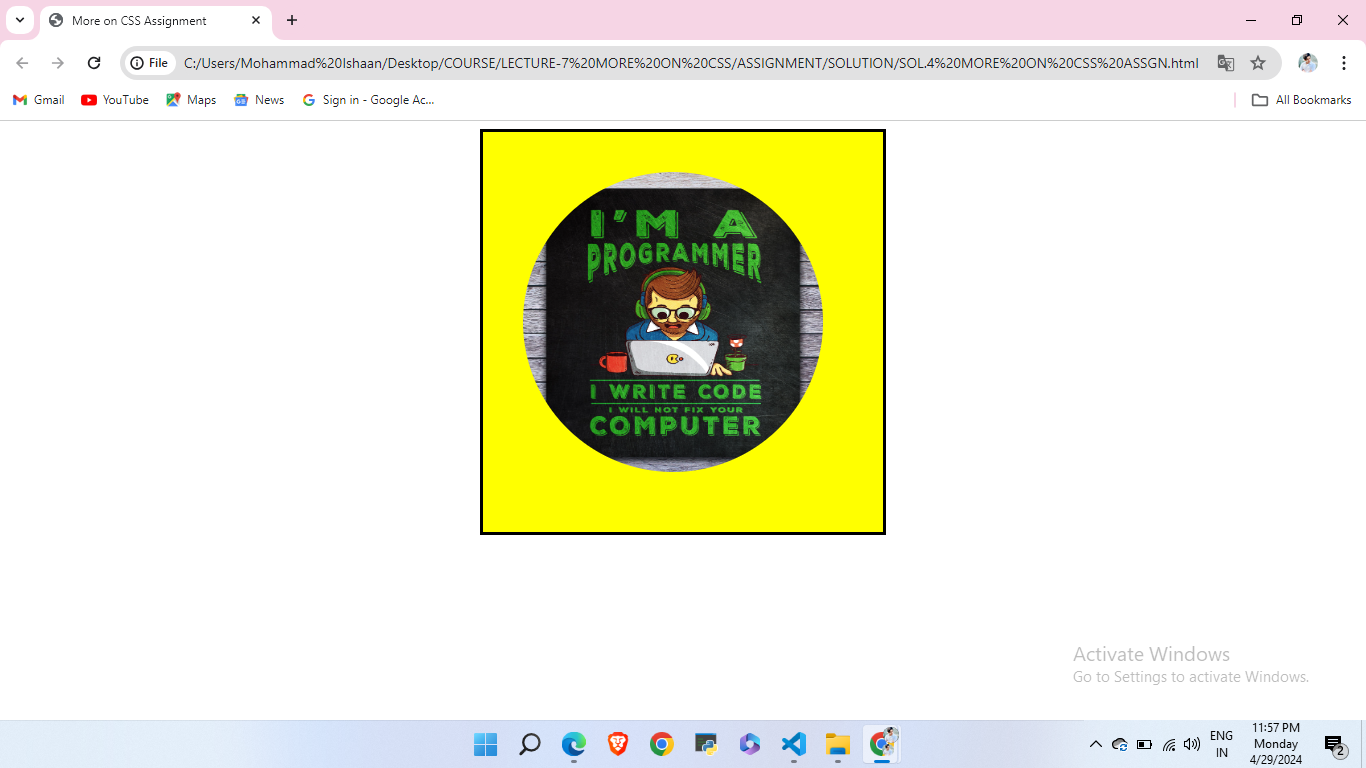 More on CSS Assignment
File
C:/Users/Mohammad%20Ishaan/Desktop/COURSE/LECTURE-7%20MORE%20ON%20CSS/ASSIGNMENT/SOLUTION/SOL.4%20MORE%20ON%20CSS%20ASSGN.html
Gmail
YouTube
Maps
News
Sign in - Google Ac...
All Bookmarks
I'M A
PROGRAMMER
I WRITE CODE
I WILL NOT FIX YOUR
COMPUTER
Activate Windows
Go to Settings to activate Windows.
ENG
IN
11:57 PM
Monday
4/29/2024
2